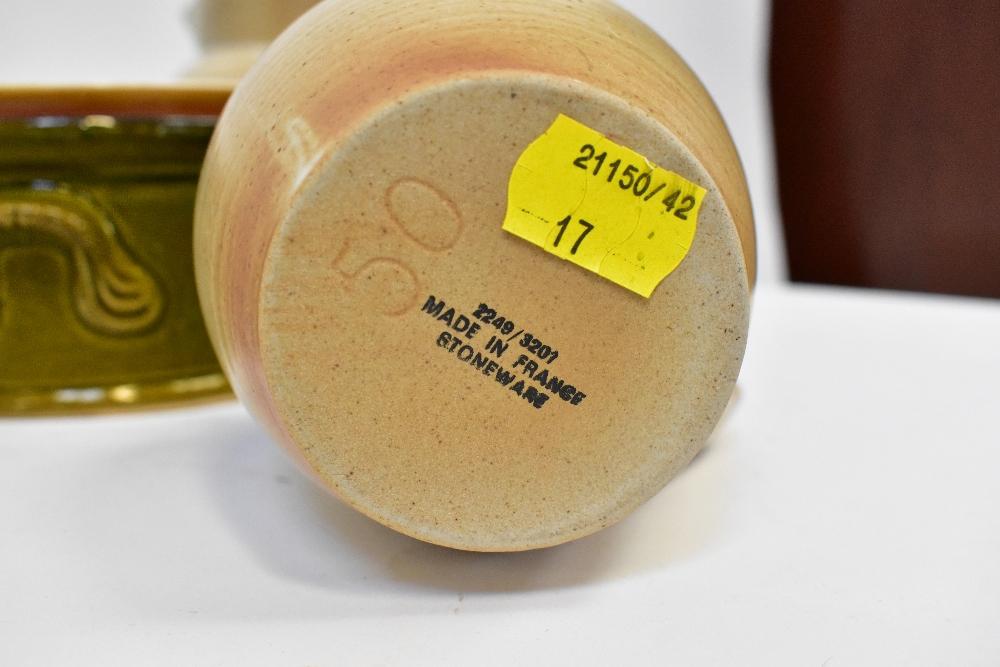 21150/42
17
50
2249/3201
MADE IN FRANCE
STONEWARE